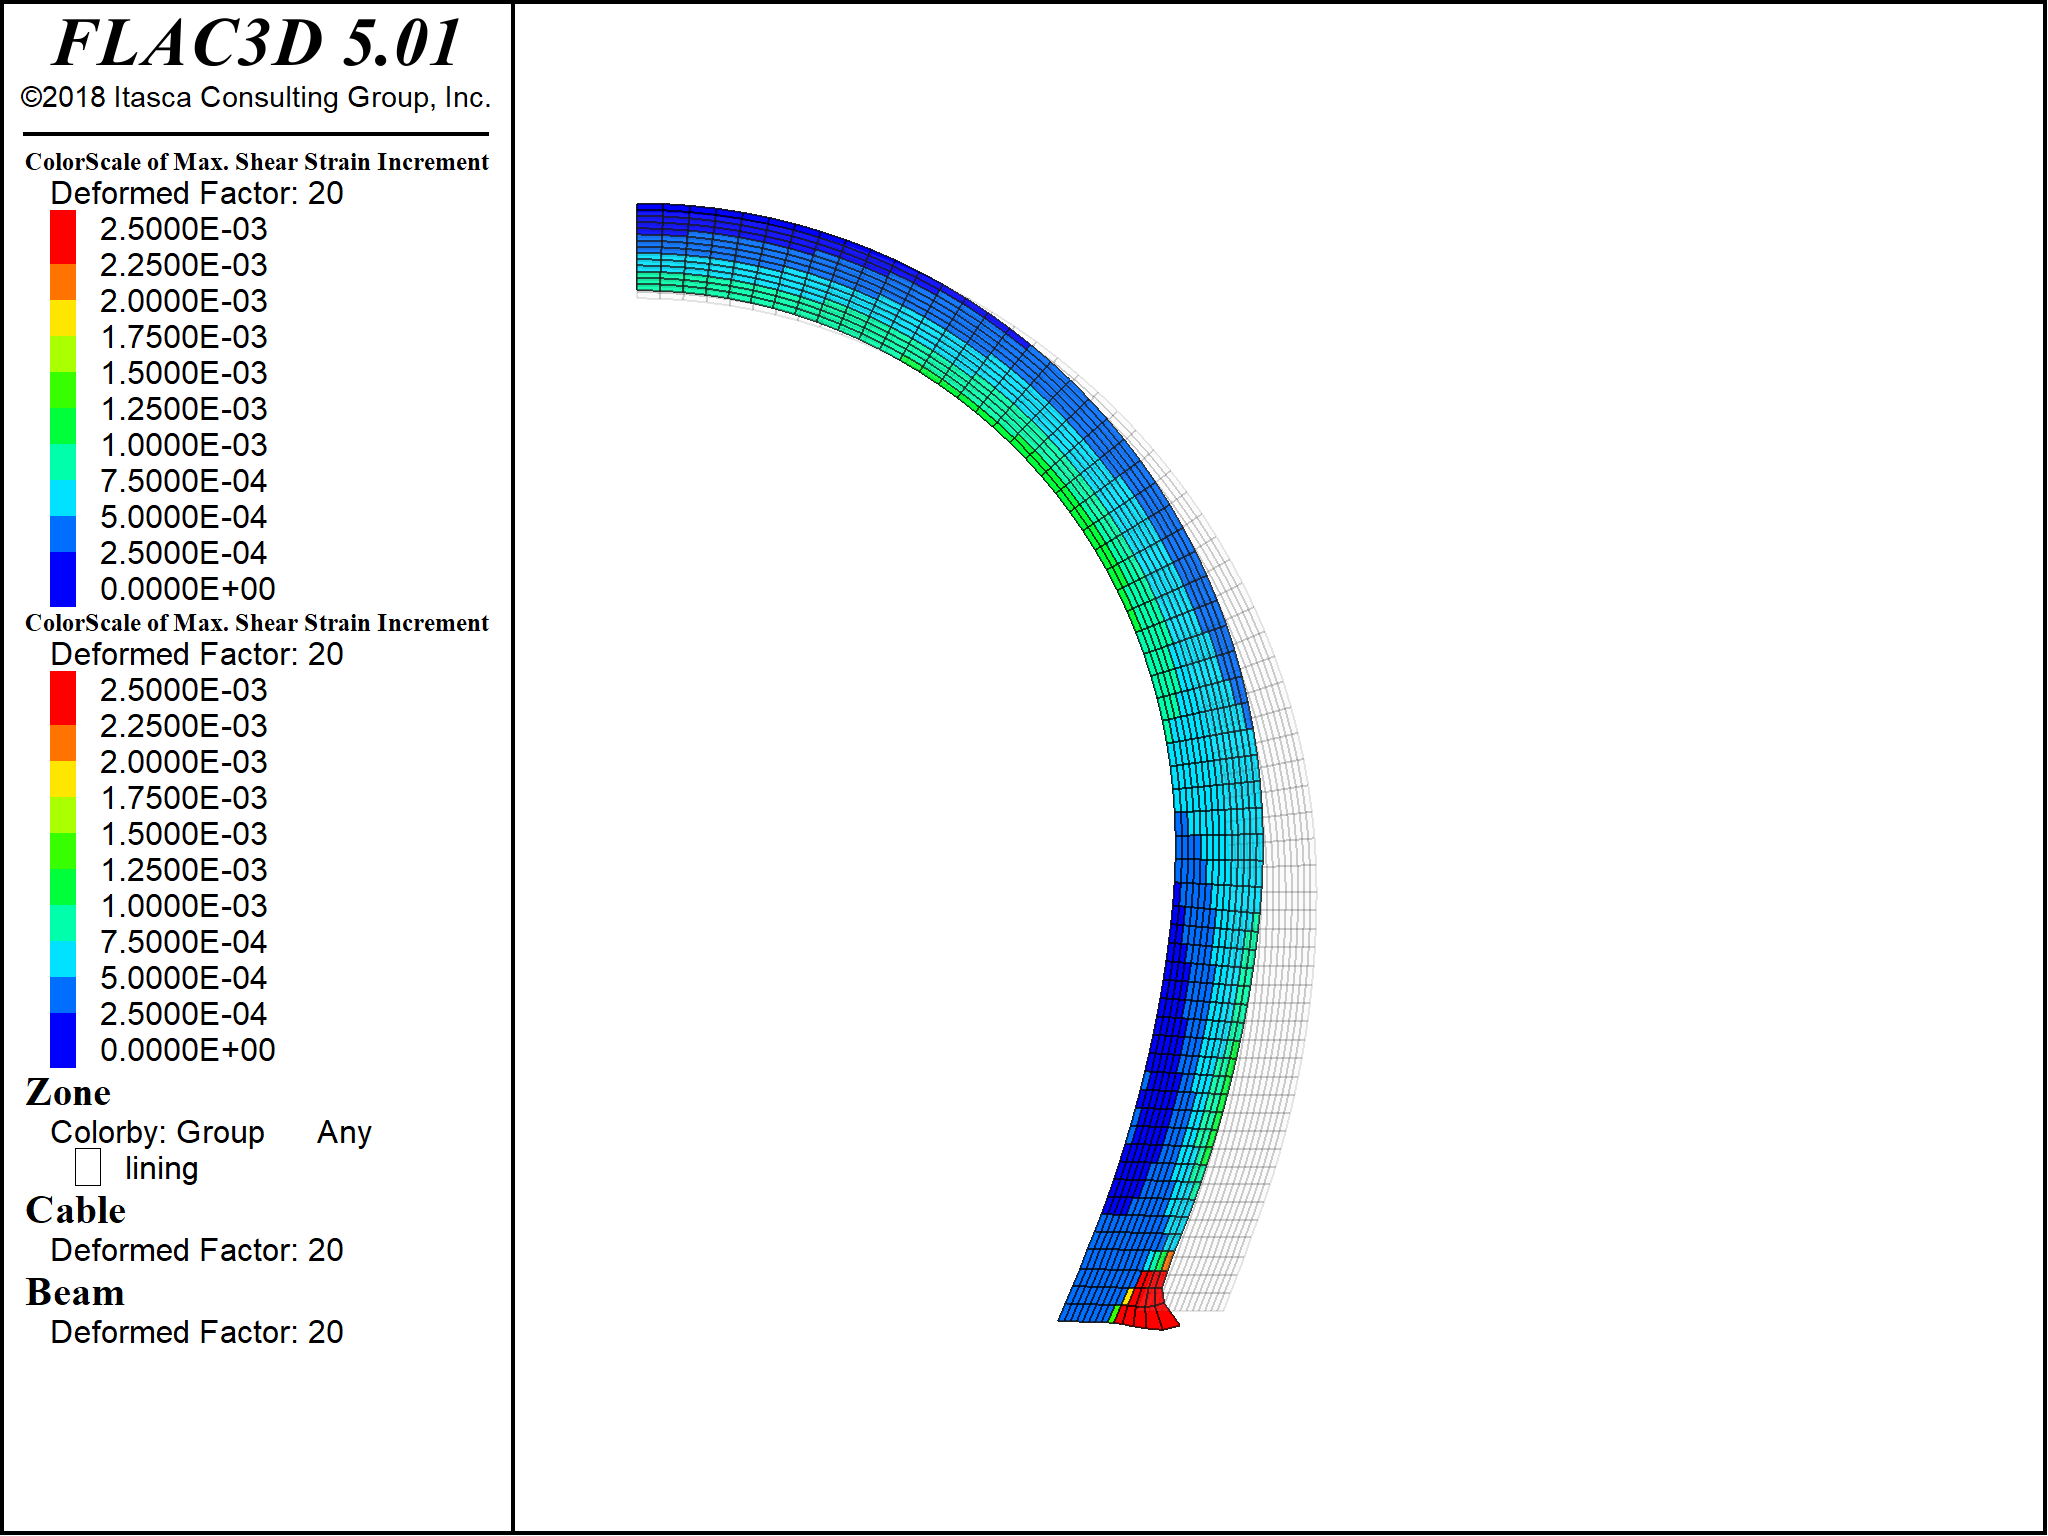 FLAC3D 5.01
©2018 Itasca Consulting Group, Inc.
ColorScale of Max. Shear Strain Increment
Deformed Factor: 20
2.5000E-03
2.2500E-03
2.0000E-03
1.7500E-03
1.5000E-03
1.2500E-03
1.0000E-03
7.5000E-04
5.0000E-04
2.5000E-04
0.0000E+00
ColorScale of Max. Shear Strain Increment
Deformed Factor: 20
2.5000E-03
2.2500E-03
2.0000E-03
1.7500E-03
1.5000E-03
1.2500E-03
1.0000E-03
7.5000E-04
5.0000E-04
2.5000E-04
0.0000E+00
Zone
Colorby: Group Any
lining
Cable
Deformed Factor: 20
Beam
Deformed Factor: 20